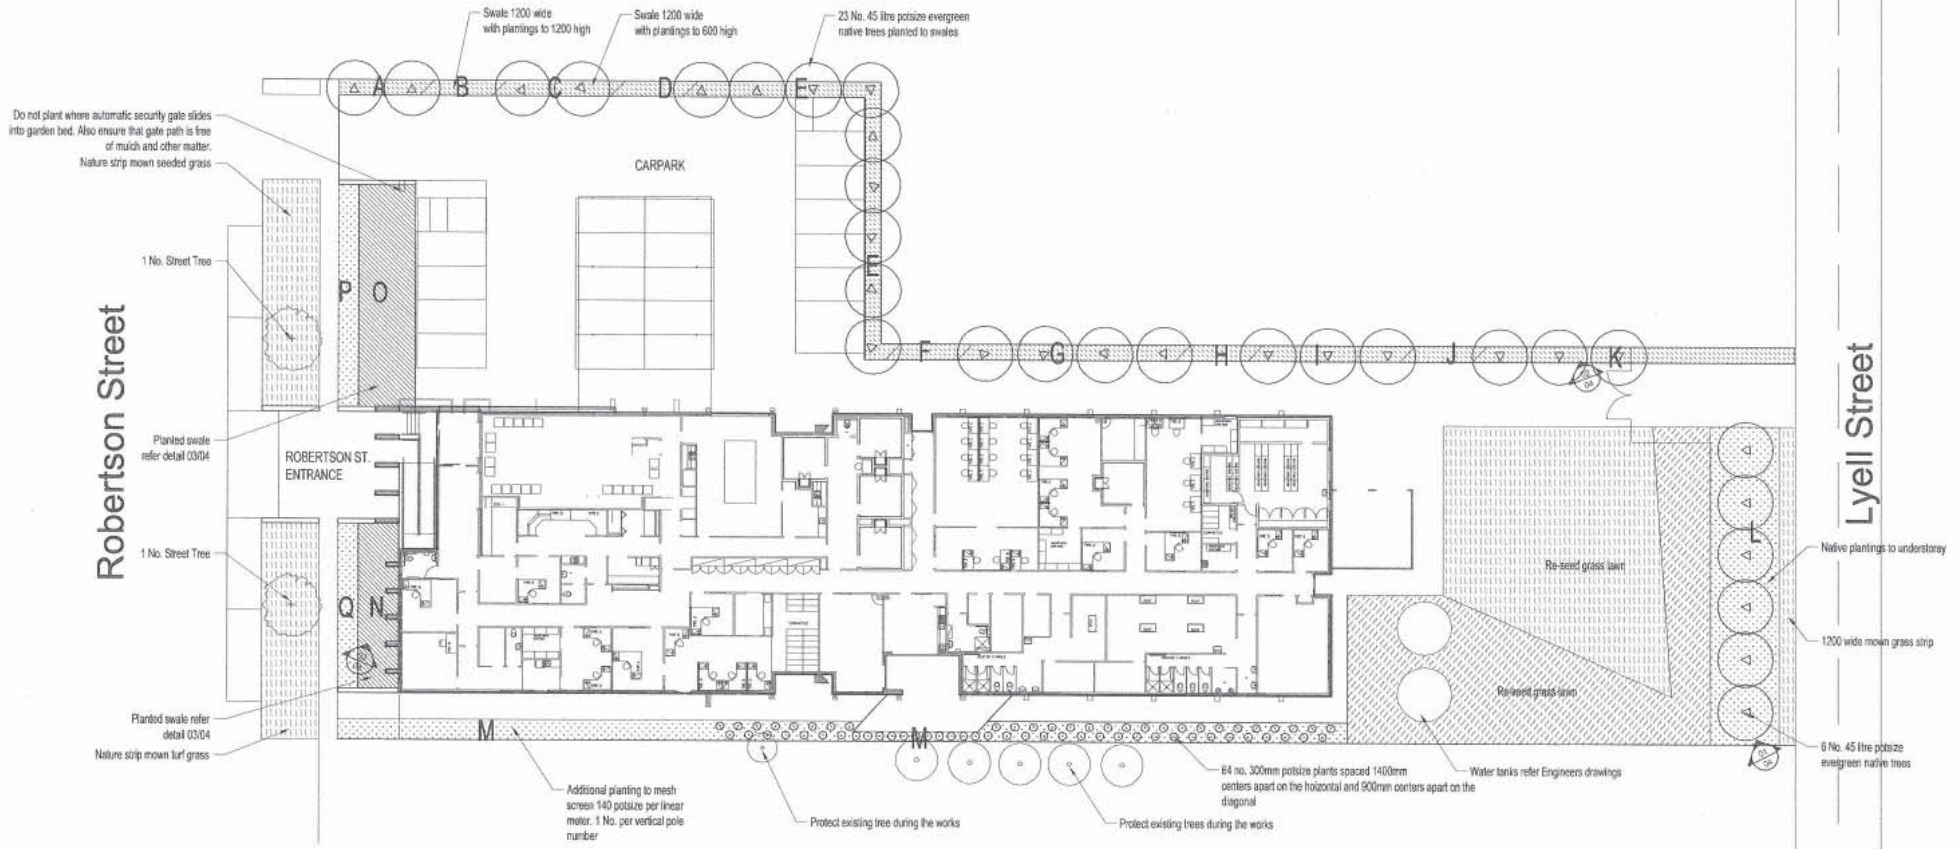 Swale 1200 wide
with plantings to 1200 high
Swale 1200 wide
with plantings to 600 high
23 No. 45 litre potsize evergreen
native trees planted to swales
A B C D E
Do not plant where automatic security gate slides
into garden bed. Also ensure that gate path is free
of mulch and other matter.
Nature strip mown seeded grass
CARPARK
1 No. Street Tree
P O
E
F G H I J K
Robertson Street
Lyell Street
Planted swale
refer detail 03/04
ROBERTSON ST.
ENTRANCE
1 No. Street Tree
Q N
L
Native plantings to understorey
Re-seed grass lawn
1200 wide mown grass strip
Re-seed grass lawn
Planted swale refer
detail 03/04
Nature strip mown turf grass
M
M
6 No. 45 litre potsize
evergreen native trees
64 no. 300mm potsize plants spaced 1400mm
centers apart on the hoizontal and 900mm centers apart on the
diagonal
Water tanks refer Engineers drawings
Additional planting to mesh
screen 140 potsize per linear
meter. 1 No. per vertical pole
number
Protect existing tree during the works
Protect existing trees during the works